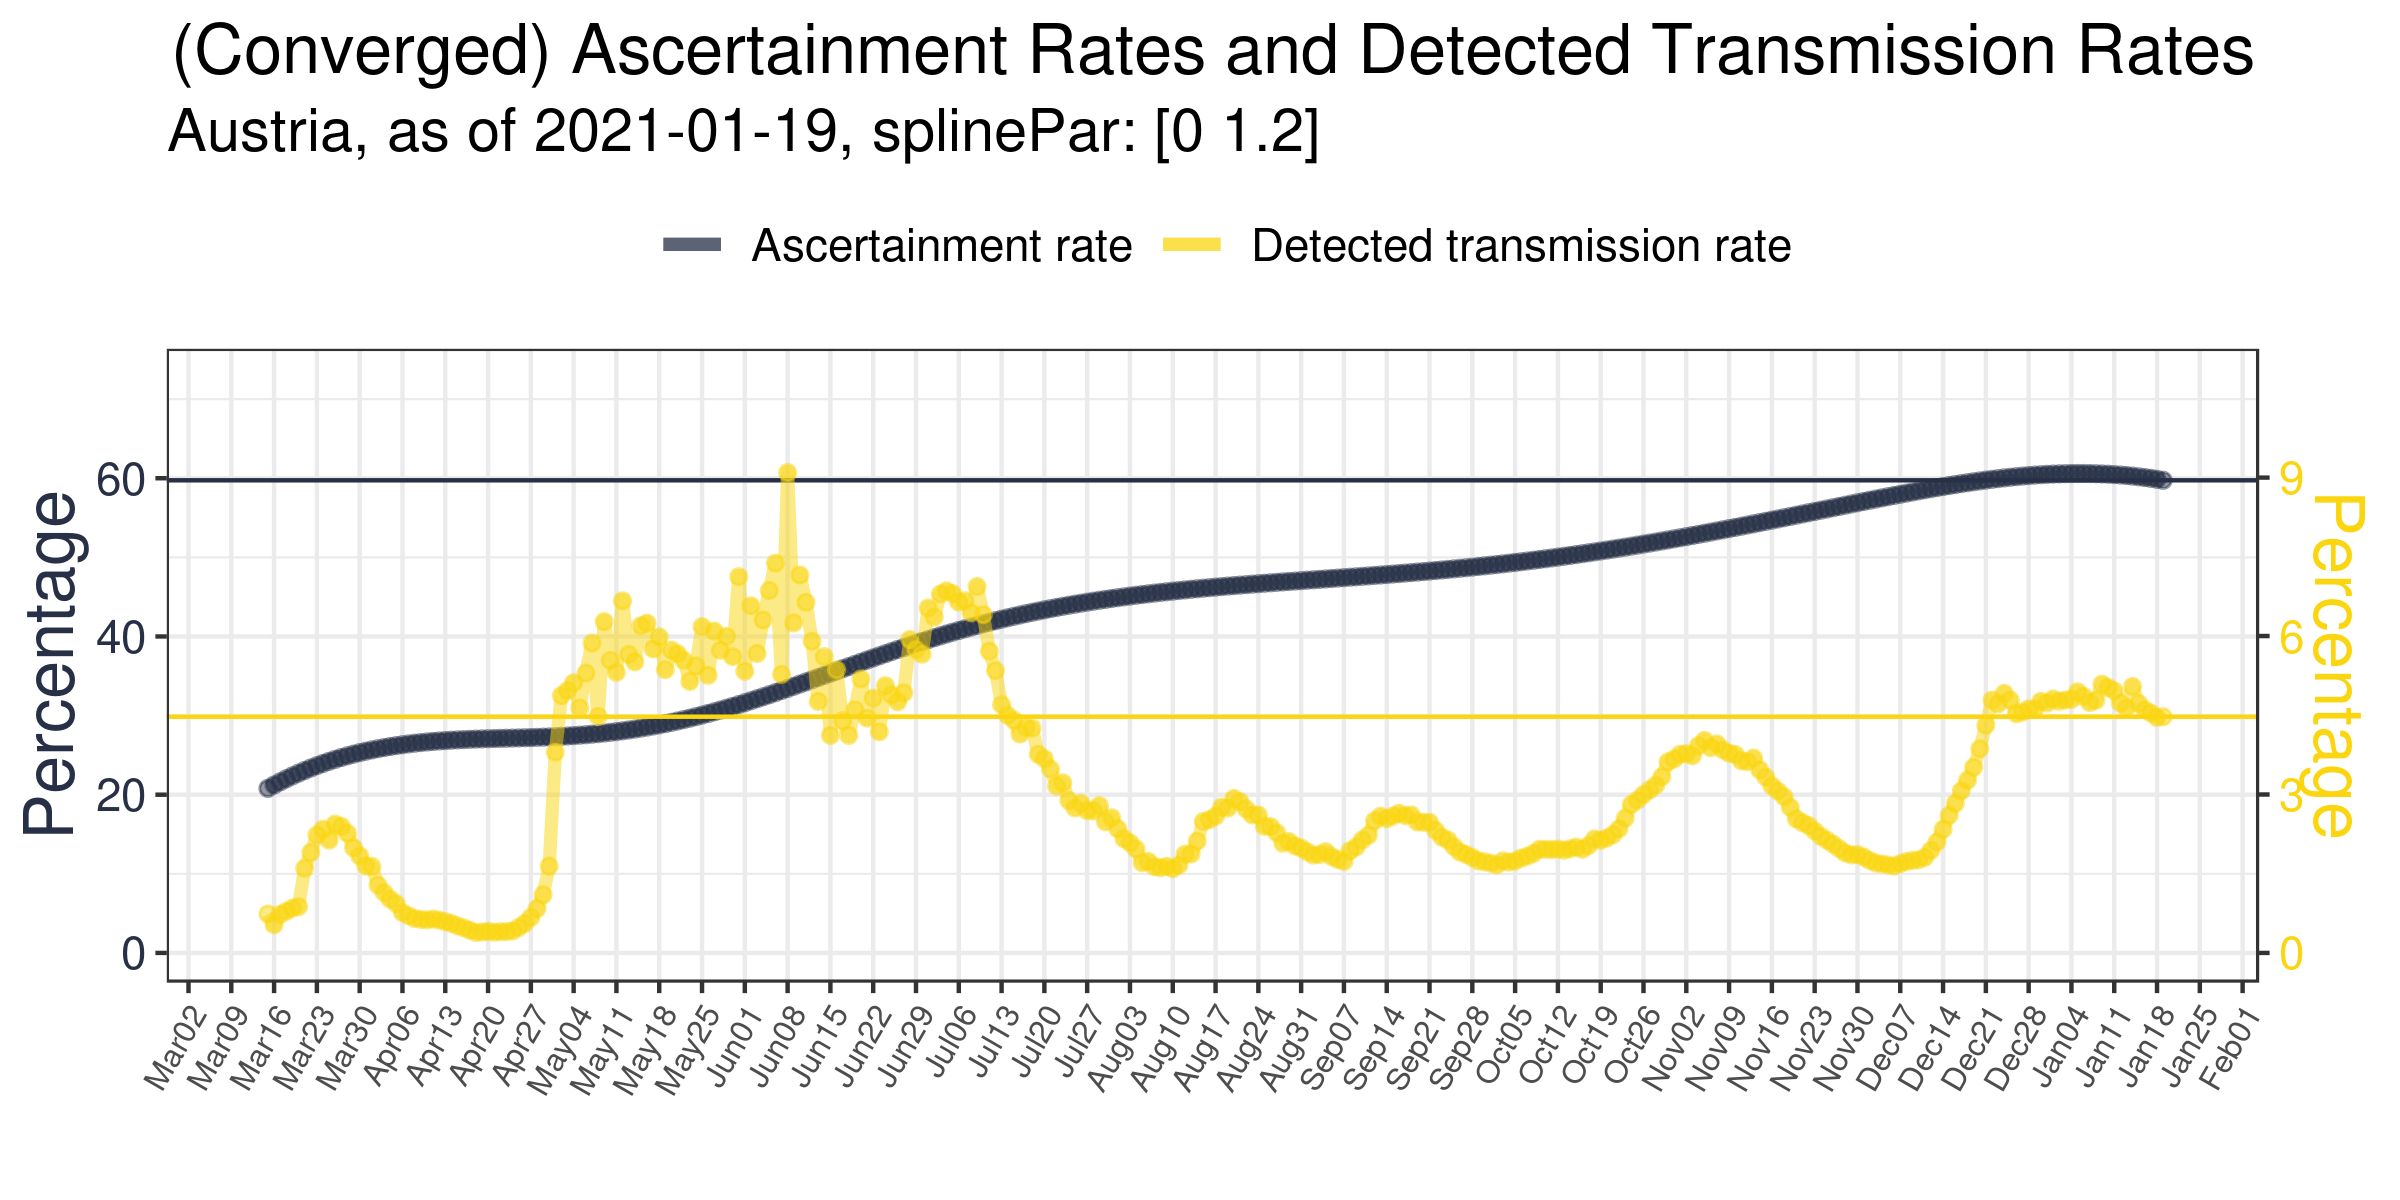 (Converged) Ascertainment Rates and Detected Transmission Rates
Austria, as of 2021-01-19, splinePar: [0 1.2]
Ascertainment rate Detected transmission rate
Percentage
60
40
20
0
9
6
3
0
Percentage
Mar02 Mar09 Mar16 Mar23 Mar30 Apr06 Apr13 Apr20 Apr27 May04 May11 May18 May25 Jun01 Jun08 Jun15 Jun22 Jun29 Jul06 Jul13 Jul20 Jul27 Aug03 Aug10 Aug17 Aug24 Aug31 Sep07 Sep14 Sep21 Sep28 Oct05 Oct12 Oct19 Oct26 Nov02 Nov09 Nov16 Nov23 Nov30 Dec07 Dec14 Dec21 Dec28 Jan04 Jan11 Jan18 Jan25 Feb01